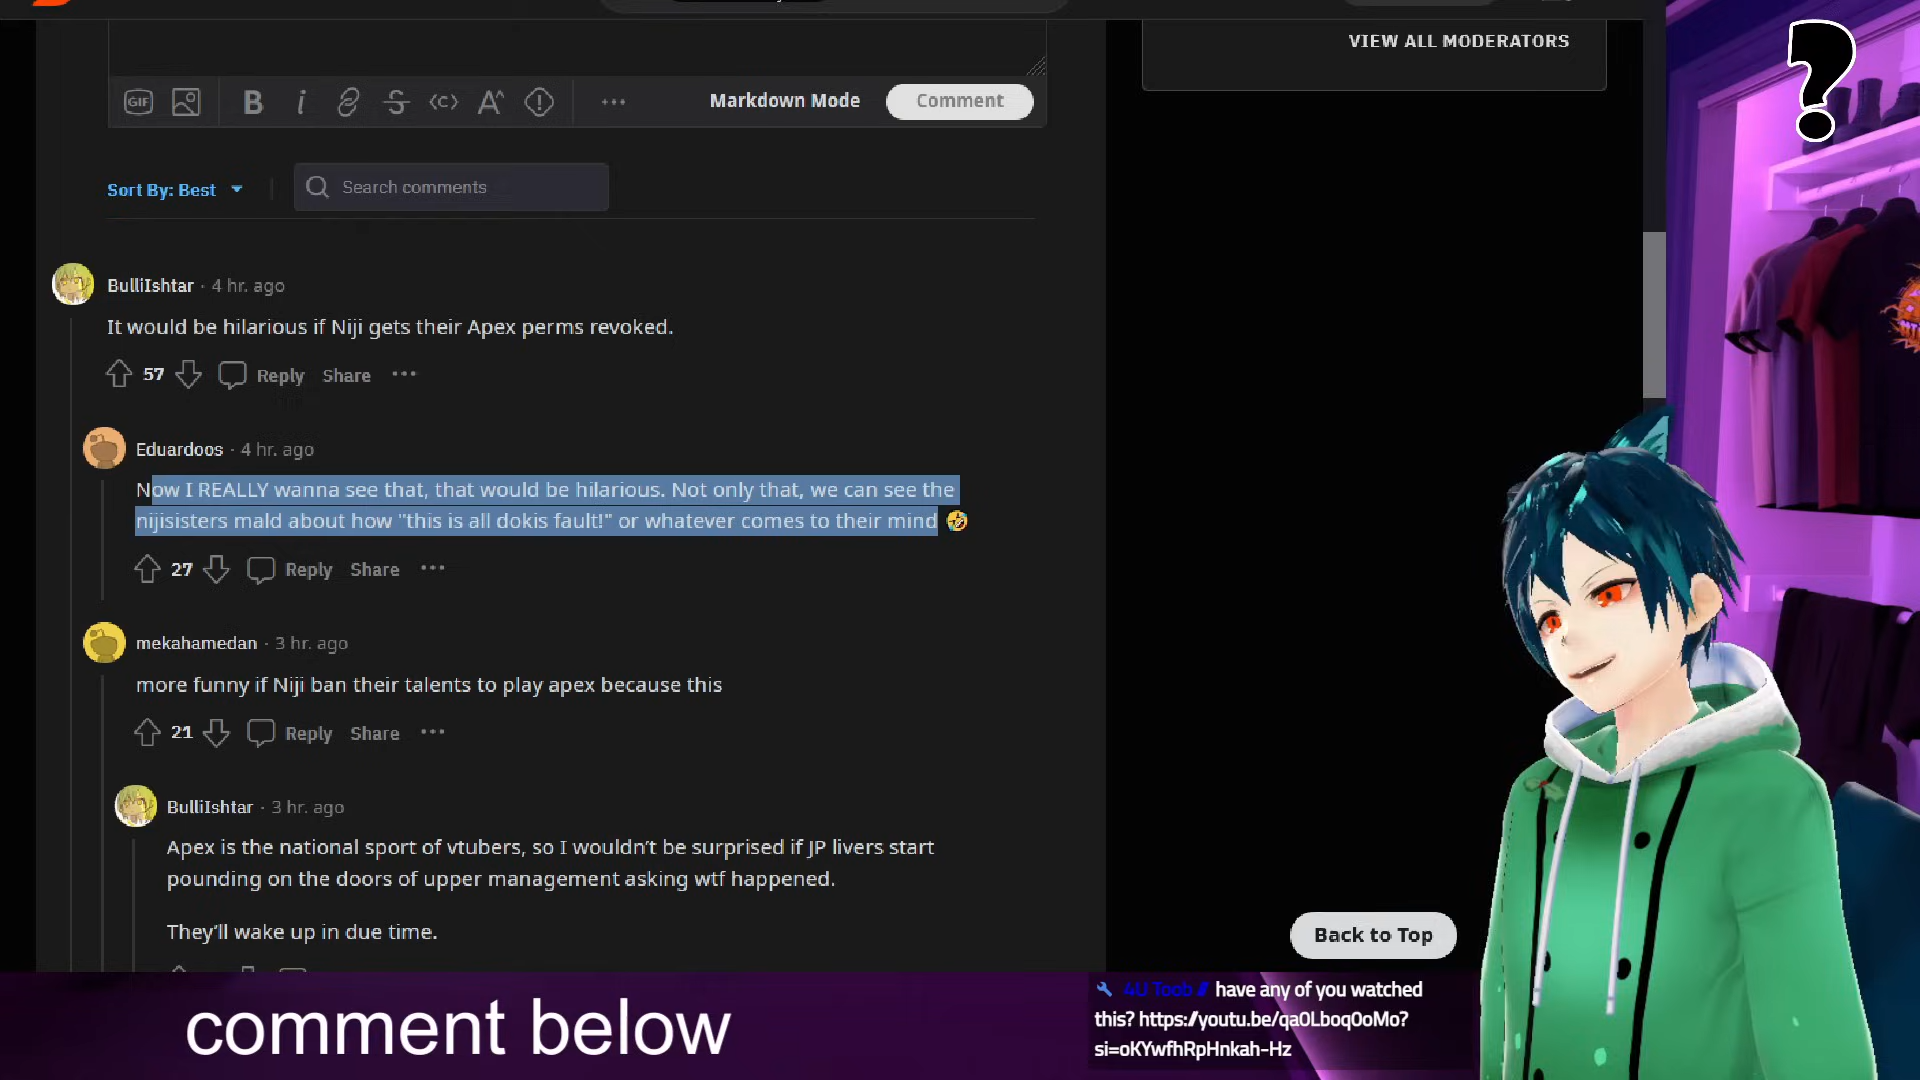 VIEW ALL MODERATORS
GIF
Markdown Mode
Comment
Sort By: Best
Search comments
BulliIshtar · 4 hr. ago
It would be hilarious if Niji gets their Apex perms revoked.
57
Reply
Share
Eduardoos · 4 hr. ago
Now I REALLY wanna see that, that would be hilarious. Not only that, we can see the
nijisisters mald about how "this is all dokis fault!" or whatever comes to their mind 🤣
27
Reply
Share
mekahamedan · 3 hr. ago
more funny if Niji ban their talents to play apex because this
21
Reply
Share
BulliIshtar · 3 hr. ago
Apex is the national sport of vtubers, so I wouldn't be surprised if JP livers start
pounding on the doors of upper management asking wtf happened.
They'll wake up in due time.
Back to Top
comment below
4U Toob have any of you watched
this? https://youtu.be/qa0Lboq0oMo?
si=oKYwfhRpHnkah-Hz